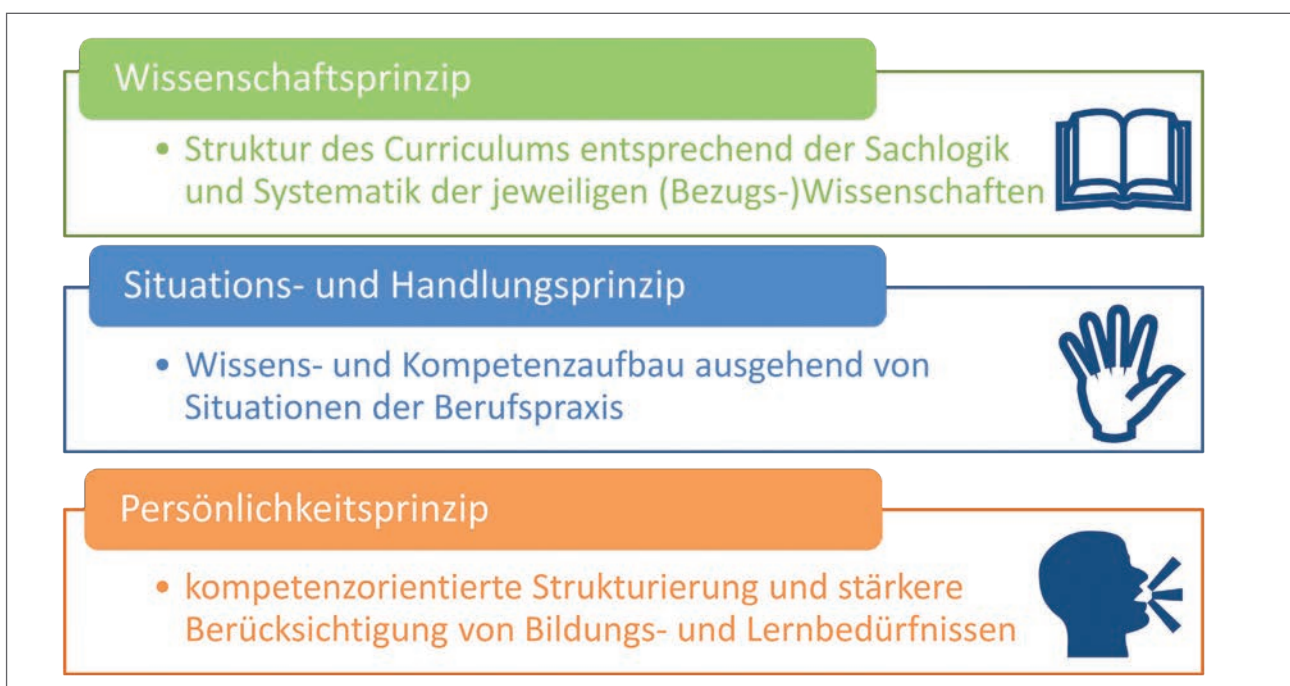 Wissenschaftsprinzip
• Struktur des Curriculums entsprechend der Sachlogik
und Systematik der jeweiligen (Bezugs-)Wissenschaften
Situations- und Handlungsprinzip
• Wissens- und Kompetenzaufbau ausgehend von
Situationen der Berufspraxis
Persönlichkeitsprinzip
• kompetenzorientierte Strukturierung und stärkere
Berücksichtigung von Bildungs- und Lernbedürfnissen